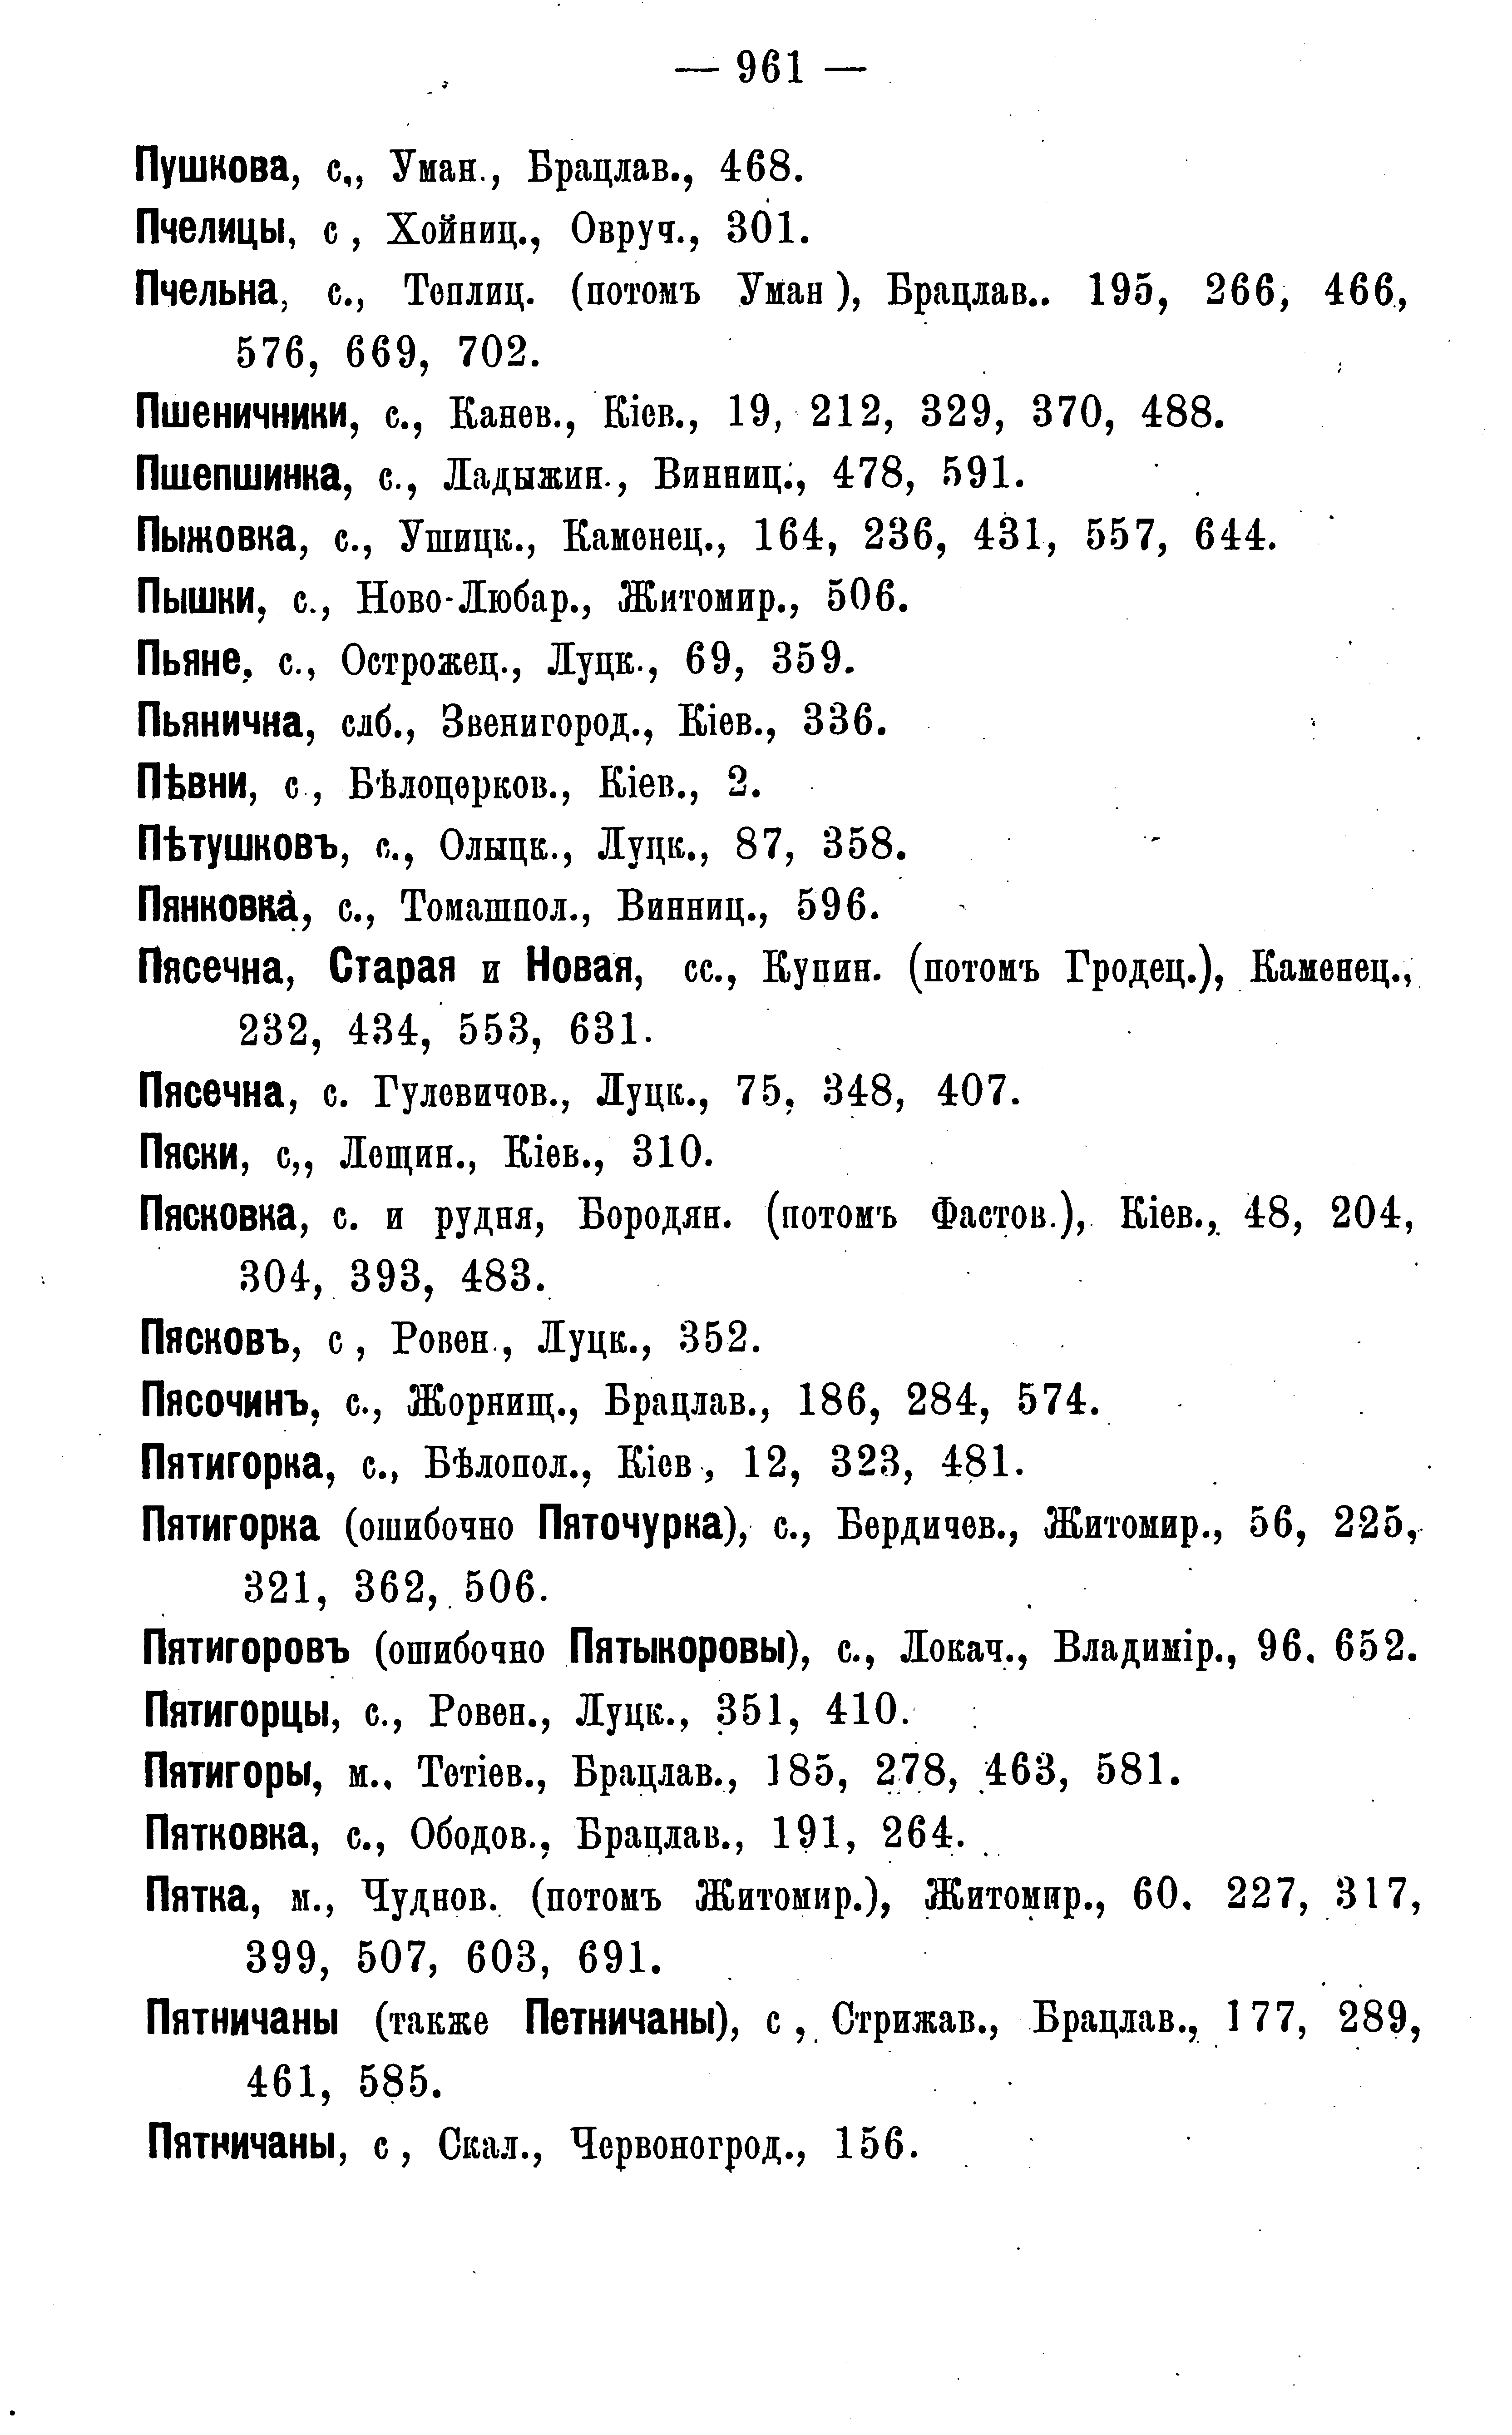 — 961 —
Пушкова, с., Уман., Брацлав., 468.
Пчелицы, с , Хойниц., Овруч., 301.
Пчельна, с., Теплиц. (потомъ Уман ), Брацлав.. 195, 266, 466,
576, 669, 702.
Пшеничники, с., Канев., Кіев., 19, 212, 329, 370, 488.
Пшепшинка, с., Ладыжин., Винниц., 478, 591.
Пыжовка, с., Ушицк., Каменец., 164, 236, 431, 557, 644.
Пышки, с., Ново-Любар., Житомир., 506.
Пьяне, с., Острожец., Луцк., 69, 359.
Пьянична, слб., Звенигород., Кіев., 336.
Пѣвни, с., Бѣлоцерков., Кіев., 2.
Пѣтушковъ, с., Олыцк., Луцк., 87, 358.
Пянковка, с., Томашпол., Винниц., 596.
Пясечна, Старая и Новая, сс., Купин. (потомъ Гродец.), Каменец.,
232, 434, 553, 631.
Пясечна, с. Гулевичов., Луцк., 75, 348, 407.
Пяски, с,, Лещин., Кіев., 310.
Пясковка, с. и рудня, Бородян. (потомъ Фастов.), Кіев., 48, 204,
304, 393, 483.
Пясковъ, с , Ровен., Луцк., 352.
Пясочинъ, с., Жорнищ., Брацлав., 186, 284, 574.
Пятигорка, с., Бѣлопол., Кіев., 12, 323, 481.
Пятигорка (ошибочно Пяточурка), с., Бердичев., Житомир., 56, 225,
321, 362, 506.
Пятигоровъ (ошибочно Пятыкоровы), с., Локач., Владимір., 96. 652.
Пятигорцы, с., Ровен., Луцк., 351, 410.
Пятигоры, м., Тетіев., Брацлав., 185, 278, 463, 581.
Пятковка, с., Ободов., Брацлав., 191, 264.
Пятка, м., Чуднов. (потомъ Житомир.), Житомир., 60. 227, 317,
399, 507, 603, 691.
Пятничаны (также Петничаны), с , Стрижав., Брацлав., 177, 289,
461, 585.
Пятничаны, с , Скал., Червоногрод., 156.